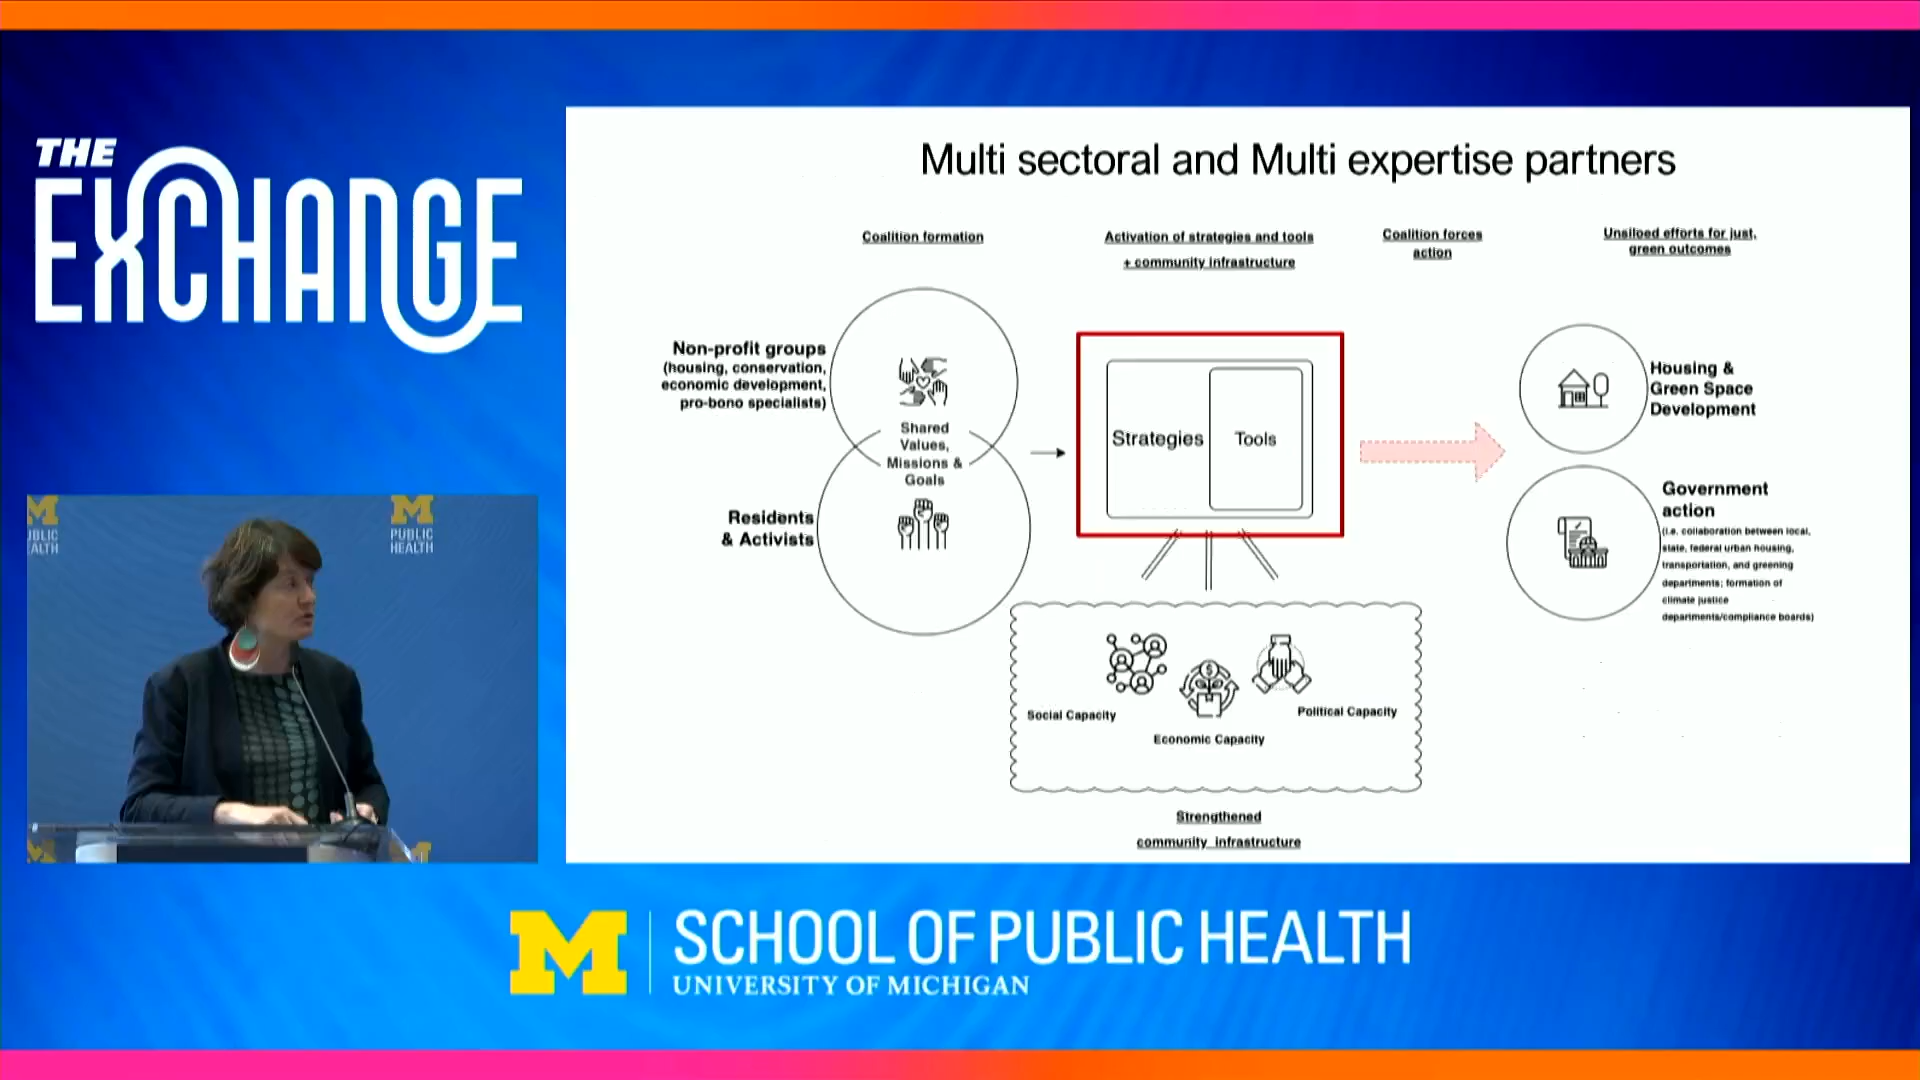 THE
EXCHANGE
Multi sectoral and Multi expertise partners
Coalition formation
Activation of strategies and tools
+ community infrastructure
Coalition forces
action
Unsiloed efforts for just,
green outcomes
Non-profit groups
(housing, conservation,
economic development,
pro-bono specialists)
Shared
Values,
Missions &
Goals
Residents
& Activists
Strategies
Tools
Housing &
Green Space
Development
Government
action
(i.e. collaboration between local,
state, federal urban housing,
transportation, and greening
departments; formation of
climate justice
departments/compliance boards)
Social Capacity
Economic Capacity
Political Capacity
Strengthened
community infrastructure
M
PUBLIC
HEALTH
M
UBLIC
ALTH
M
SCHOOL OF PUBLIC HEALTH
UNIVERSITY OF MICHIGAN